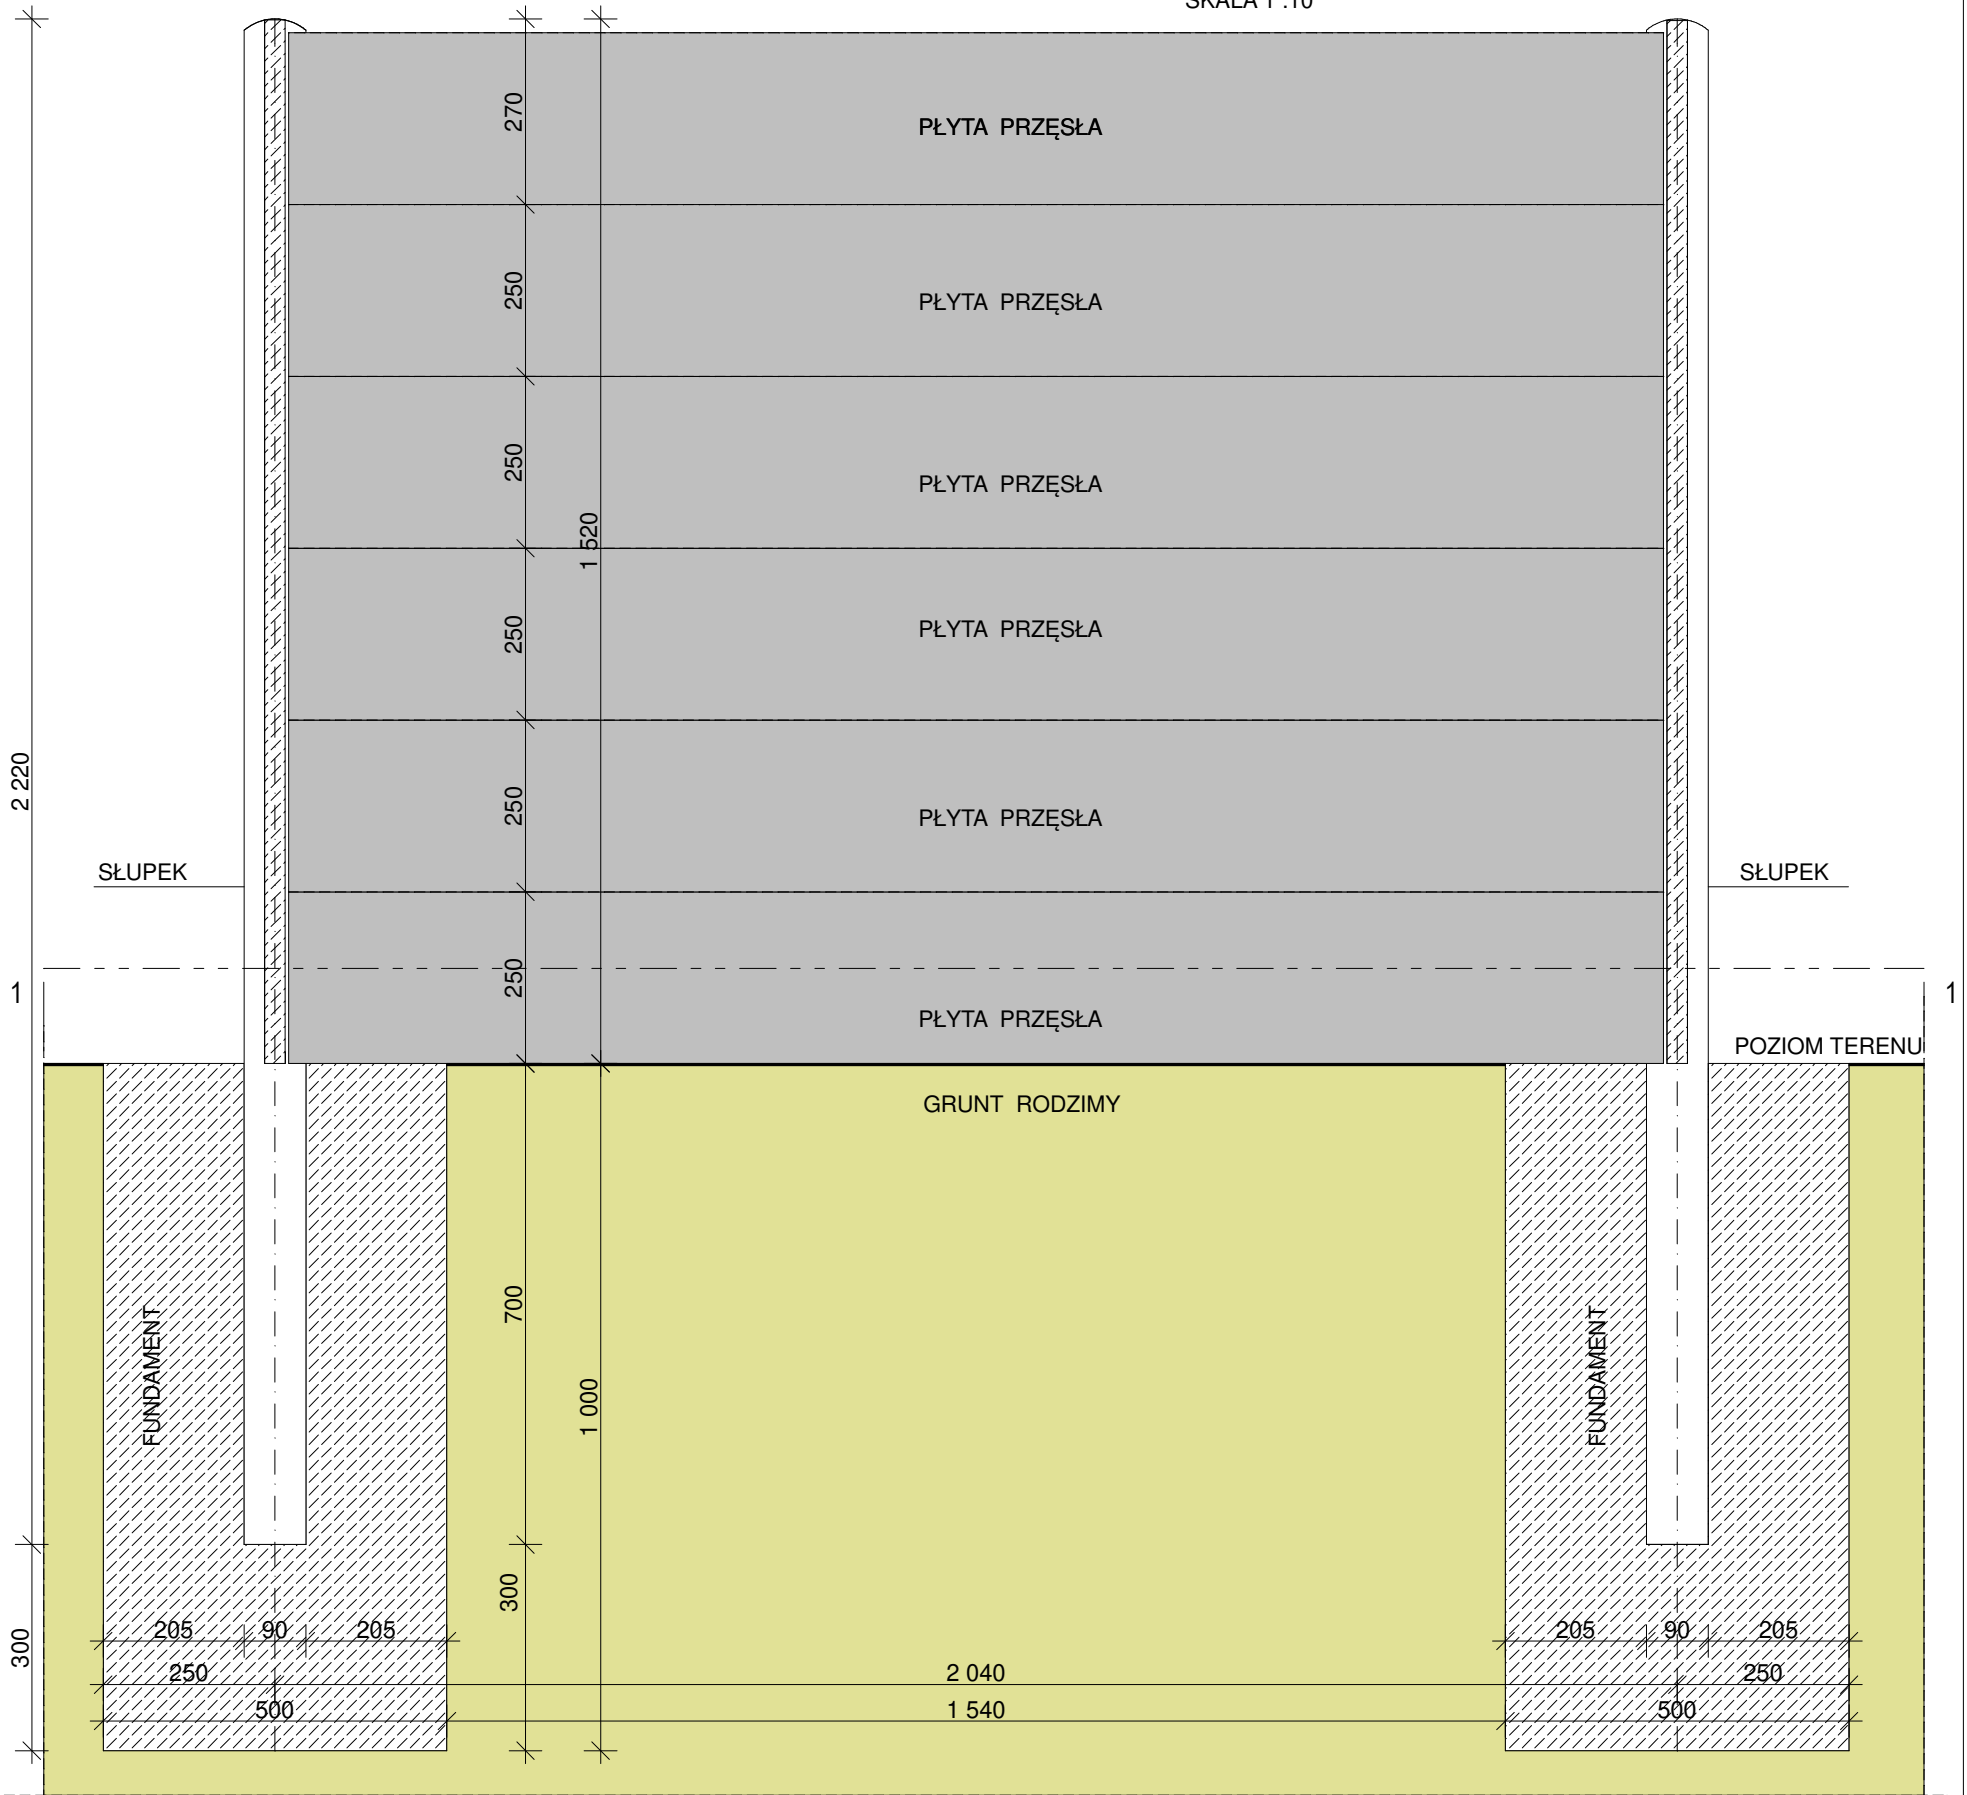 SKALA 1 :10
270
PŁYTA PRZĘSŁA
250
PŁYTA PRZĘSŁA
250
PŁYTA PRZĘSŁA
1 520
250
PŁYTA PRZĘSŁA
2 220
250
PŁYTA PRZĘSŁA
SŁUPEK
SŁUPEK
250
1
1
PŁYTA PRZĘSŁA
POZIOM TERENU
GRUNT RODZIMY
700
FUNDAMENT
FUNDAMENT
1 000
300
300
205 90 205
205 90 205
250
2 040
250
500
1 540
500